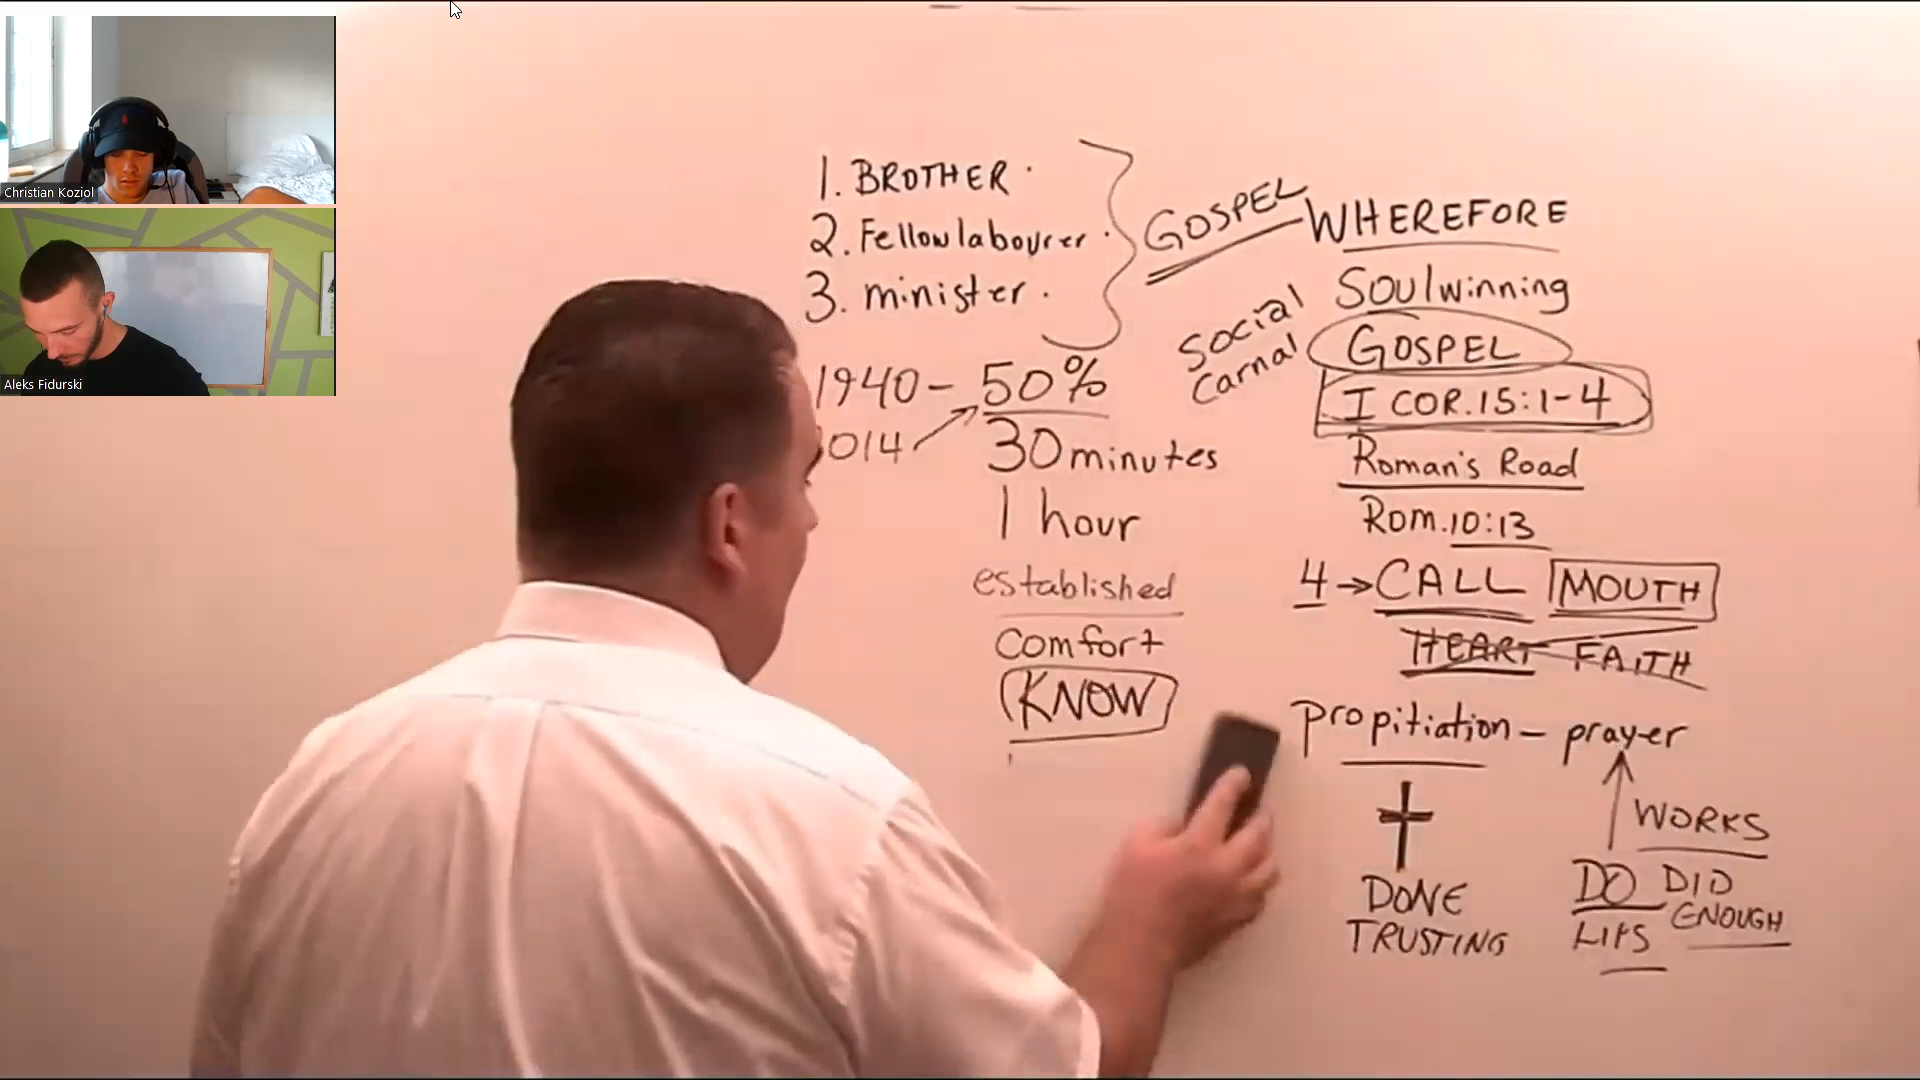 Christian Koziol
Aleks Fidurski
1. BROTHER
2. Fellowlabourer
3. minister
GOSPEL
1940 - 50%
014
30 minutes
1 hour
established
comfort
KNOW
WHEREFORE
Soulwinning
Social
Carnal
GOSPEL
I COR. 15:1-4
Roman's Road
Rom. 10:13
4 → CALL MOUTH
HEART FAITH
propitiation - prayer
WORKS
DONE
TRUSTING
DO DID
ENOUGH
LIPS